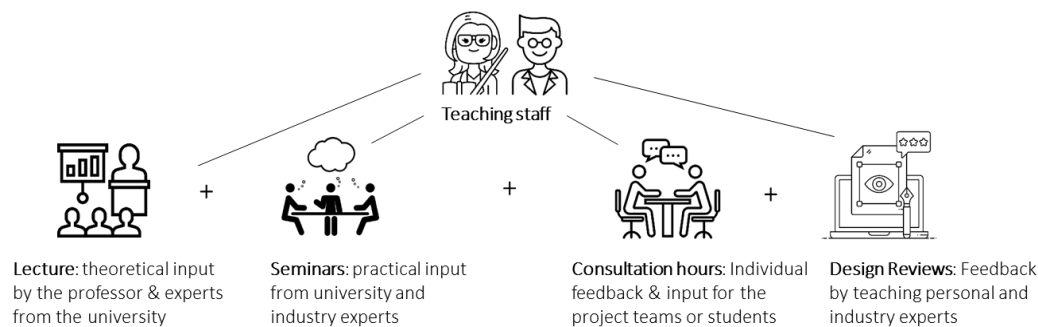 Teaching staff
+
+
+
Lecture: theoretical input
by the professor & experts
from the university
Seminars: practical input
from university and
industry experts
Consultation hours: Individual
feedback & input for the
project teams or students
Design Reviews: Feedback
by teaching personal and
industry experts